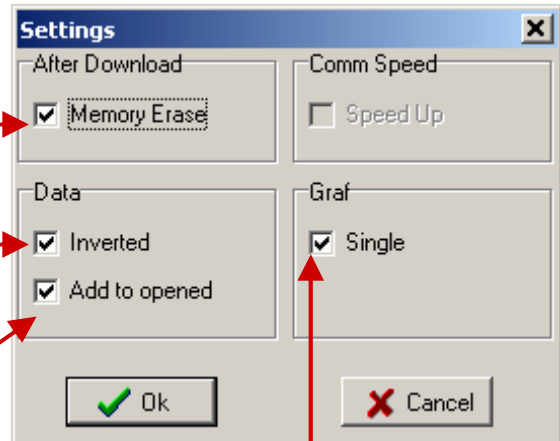 Settings
After Download
Memory Erase
Comm Speed
Speed Up
Data
Inverted
Add to opened
Graf
Single
Ok
Cancel